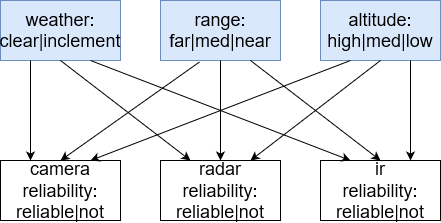 weather:
clear|inclement
range:
far|med|near
altitude:
high|med|low
camera
reliability:
reliable|not
radar
reliability:
reliable|not
ir
reliability:
reliable|not